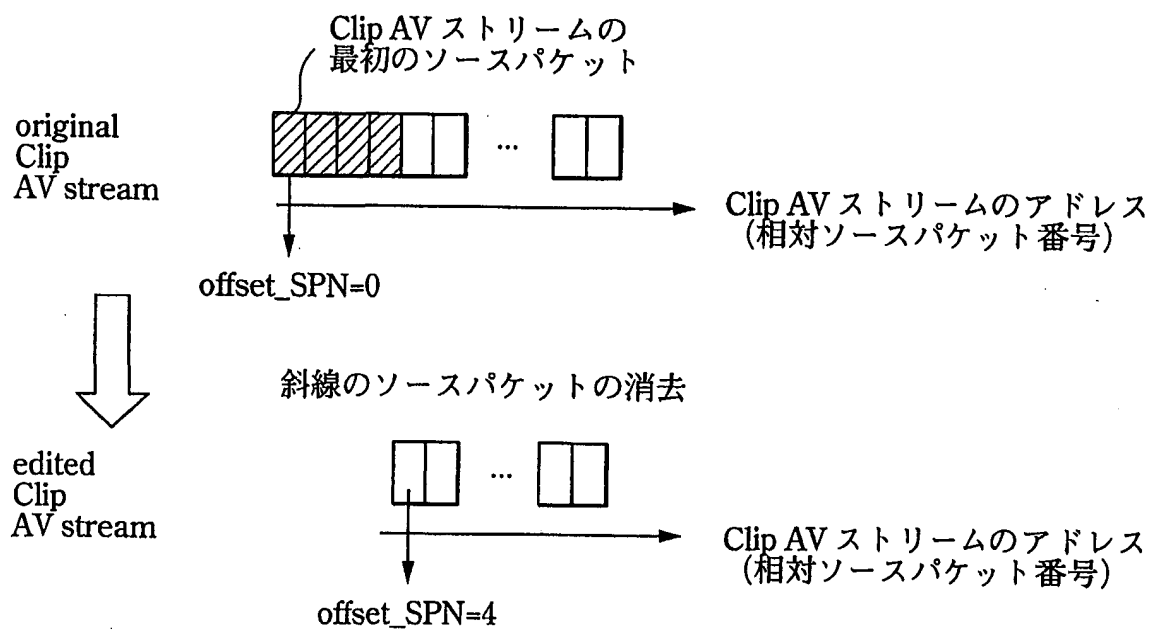 Clip AV ストリームの
最初のソースパケット
original
Clip
AV stream
...
Clip AV ストリームのアドレス
(相対ソースパケット番号)
offset_SPN=0
斜線のソースパケットの消去
edited
Clip
AV stream
...
Clip AV ストリームのアドレス
(相対ソースパケット番号)
offset_SPN=4